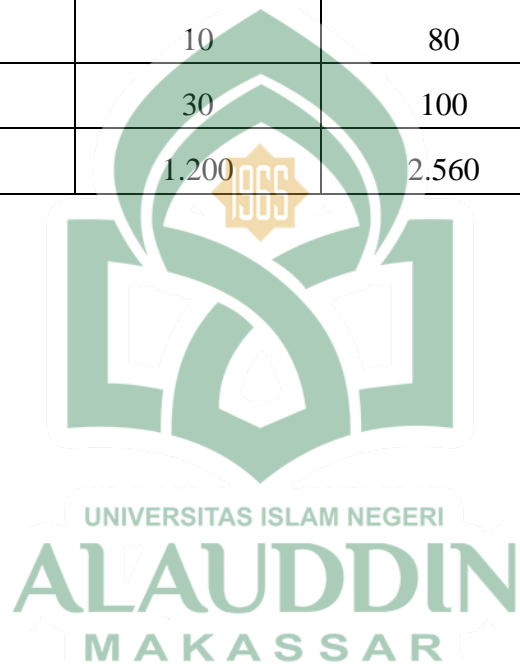 10 80
30 100
1.200 2.560
1965
UNIVERSITAS ISLAM NEGERI
ALAUDDIN
MAKASSAR